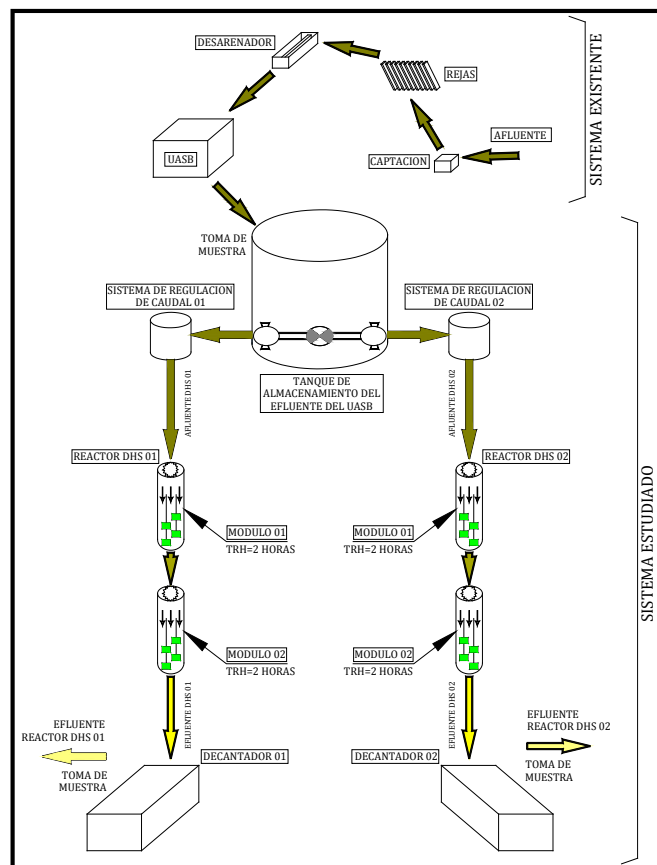 DESARENADOR
REJAS
AFLUENTE
CAPTACION
UASB
SISTEMA EXISTENTE
TOMA DE
MUESTRA
SISTEMA DE REGULACION
DE CAUDAL 01
SISTEMA DE REGULACION
DE CAUDAL 02
TANQUE DE
ALMACENAMIENTO DEL
EFLUENTE DEL UASB
AFLUENTE DHS 01
AFLUENTE DHS 02
REACTOR DHS 01
REACTOR DHS 02
MODULO 01
TRH=2 HORAS
MODULO 01
TRH=2 HORAS
SISTEMA ESTUDIADO
MODULO 02
TRH=2 HORAS
MODULO 02
TRH=2 HORAS
EFLUENTE DHS 01
EFLUENTE DHS 02
EFLUENTE
REACTOR DHS 01
TOMA DE
MUESTRA
EFLUENTE
REACTOR DHS 02
TOMA DE
MUESTRA
DECANTADOR 01
DECANTADOR 02